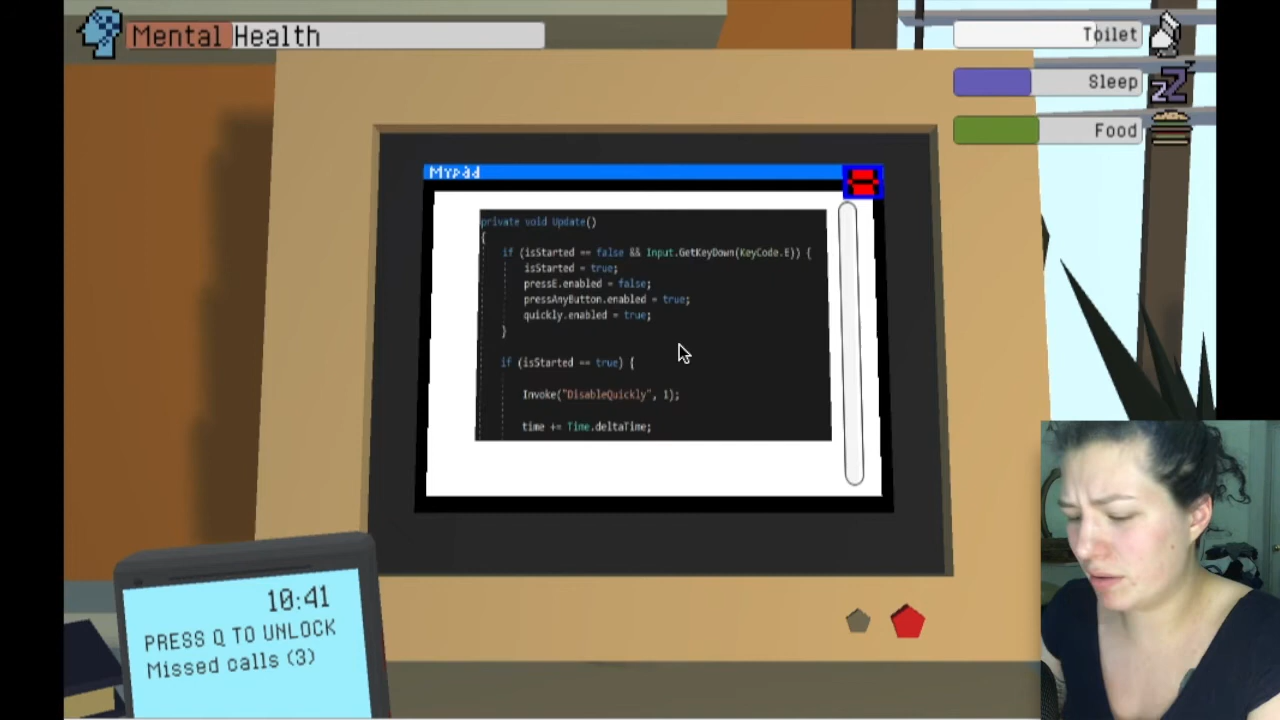 Mental Health
Toilet
Sleep
Food
Mypàd
private void Update()
{
if (isStarted == false && Input.GetKeyDown(KeyCode.E)) {
isStarted = true;
pressE.enabled = false;
pressAnyButton.enabled = true;
quickly.enabled = true;
}
if (isStarted == true) {
Invoke("DisableQuickly", 1);
time += Time.deltaTime;
10:41
PRESS Q TO UNLOCK
Missed calls (3)